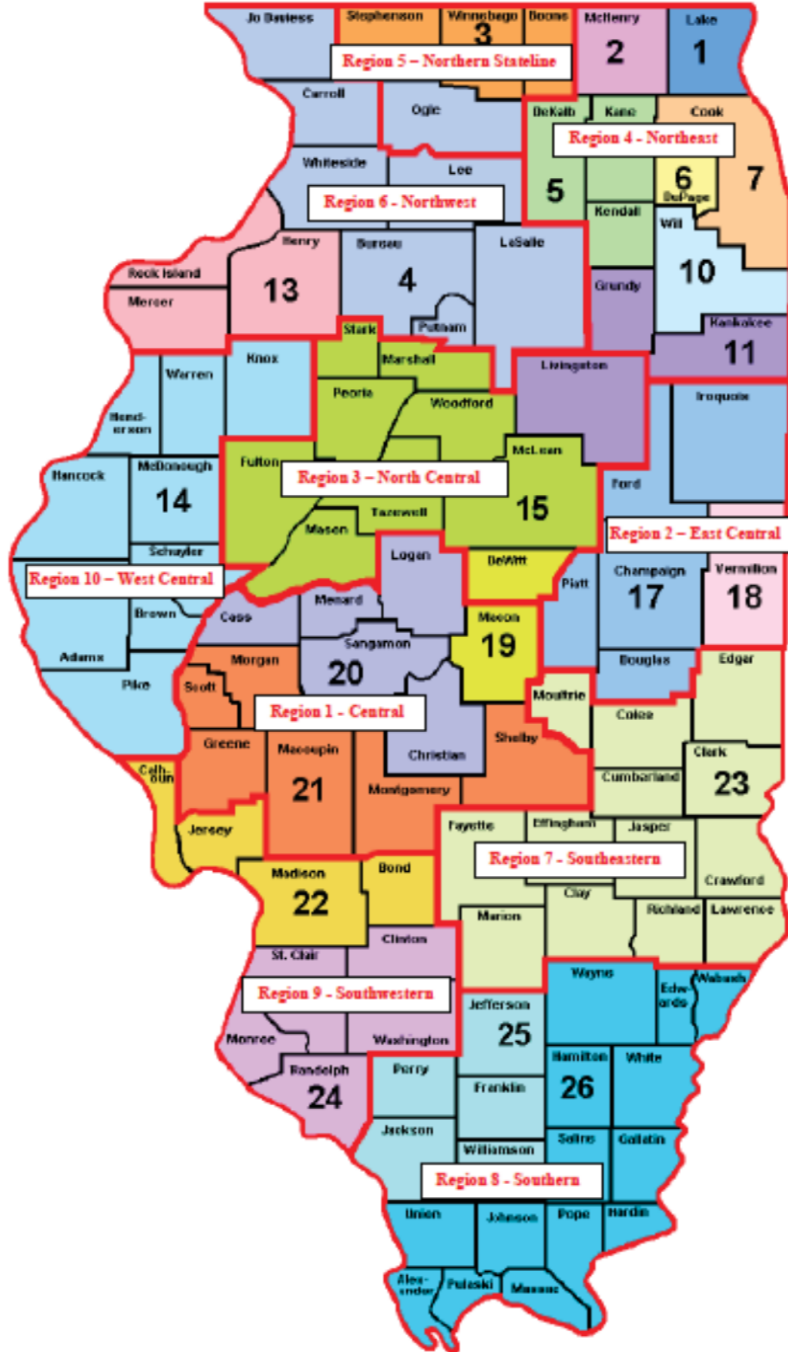 Jo Daviess
Stephenson
Winnebago
Boone
McHenry
Lake
3
2
1
Region 5 – Northern Stateline
Carroll
Ogle
DeKalb
Kane
Cook
Region 4 - Northeast
Whiteside
Lee
5
6
7
DuPage
Region 6 - Northwest
Kendall
Will
Rock Island
Henry
Bureau
LaSalle
13
4
10
Mercer
Putnam
Grundy
Kankakee
11
Stark
Marshall
Knox
Warren
Livingston
Peoria
Woodford
Iroquois
Hend-
erson
Fulton
McLean
Hancock
McDonough
Region 3 – North Central
Ford
14
15
Tazewell
Mason
Region 2 – East Central
Schuyler
Logan
DeWitt
Region 10 – West Central
Piatt
Champaign
Vermilion
17
18
Brown
Cass
Menard
Macon
19
Sangamon
20
Adams
Morgan
Douglas
Edgar
Pike
Scott
Moultrie
Region 1 - Central
Coles
Greene
Macoupin
Christian
Shelby
Clark
Calh-
oun
21
Montgomery
Cumberland
23
Jersey
Fayette
Effingham
Jasper
Region 7 - Southeastern
Madison
Bond
22
Clay
Crawford
Marion
Richland
Lawrence
Clinton
St. Clair
Wayne
Edw-
ards
Wabash
Region 9 - Southwestern
Jefferson
25
Monroe
Washington
Hamilton
White
Randolph
Perry
26
24
Franklin
Jackson
Saline
Gallatin
Williamson
Region 8 - Southern
Union
Johnson
Pope
Hardin
Alex-
ander
Pulaski
Massac